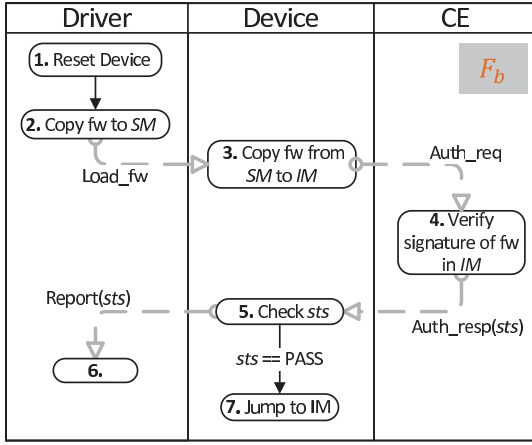 Driver
Device
CE
F_b
1. Reset Device
2. Copy fw to SM
Load_fw
3. Copy fw from
SM to IM
Auth_req
4. Verify
signature of fw
in IM
Auth_resp(sts)
5. Check sts
Report(sts)
6.
sts == PASS
7. Jump to IM